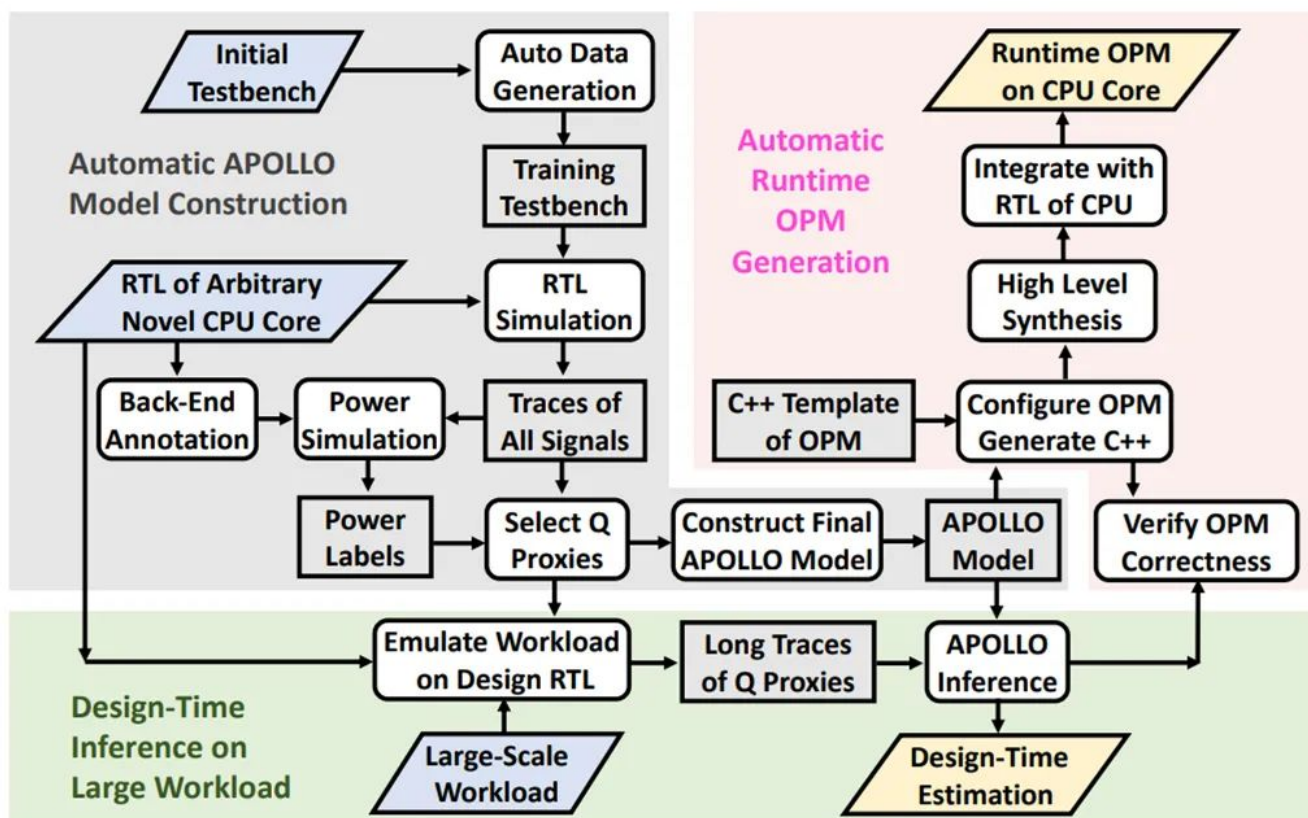 Initial
Testbench
Auto Data
Generation
Automatic APOLLO
Model Construction
Training
Testbench
RTL of Arbitrary
Novel CPU Core
RTL
Simulation
Back-End
Annotation
Power
Simulation
Traces of
All Signals
Power
Labels
Select Q
Proxies
Construct Final
APOLLO Model
APOLLO
Model
Runtime OPM
on CPU Core
Automatic
Runtime
OPM
Generation
Integrate with
RTL of CPU
High Level
Synthesis
C++ Template
of OPM
Configure OPM
Generate C++
Verify OPM
Correctness
Emulate Workload
on Design RTL
Long Traces
of Q Proxies
APOLLO
Inference
Design-Time
Inference on
Large Workload
Large-Scale
Workload
Design-Time
Estimation